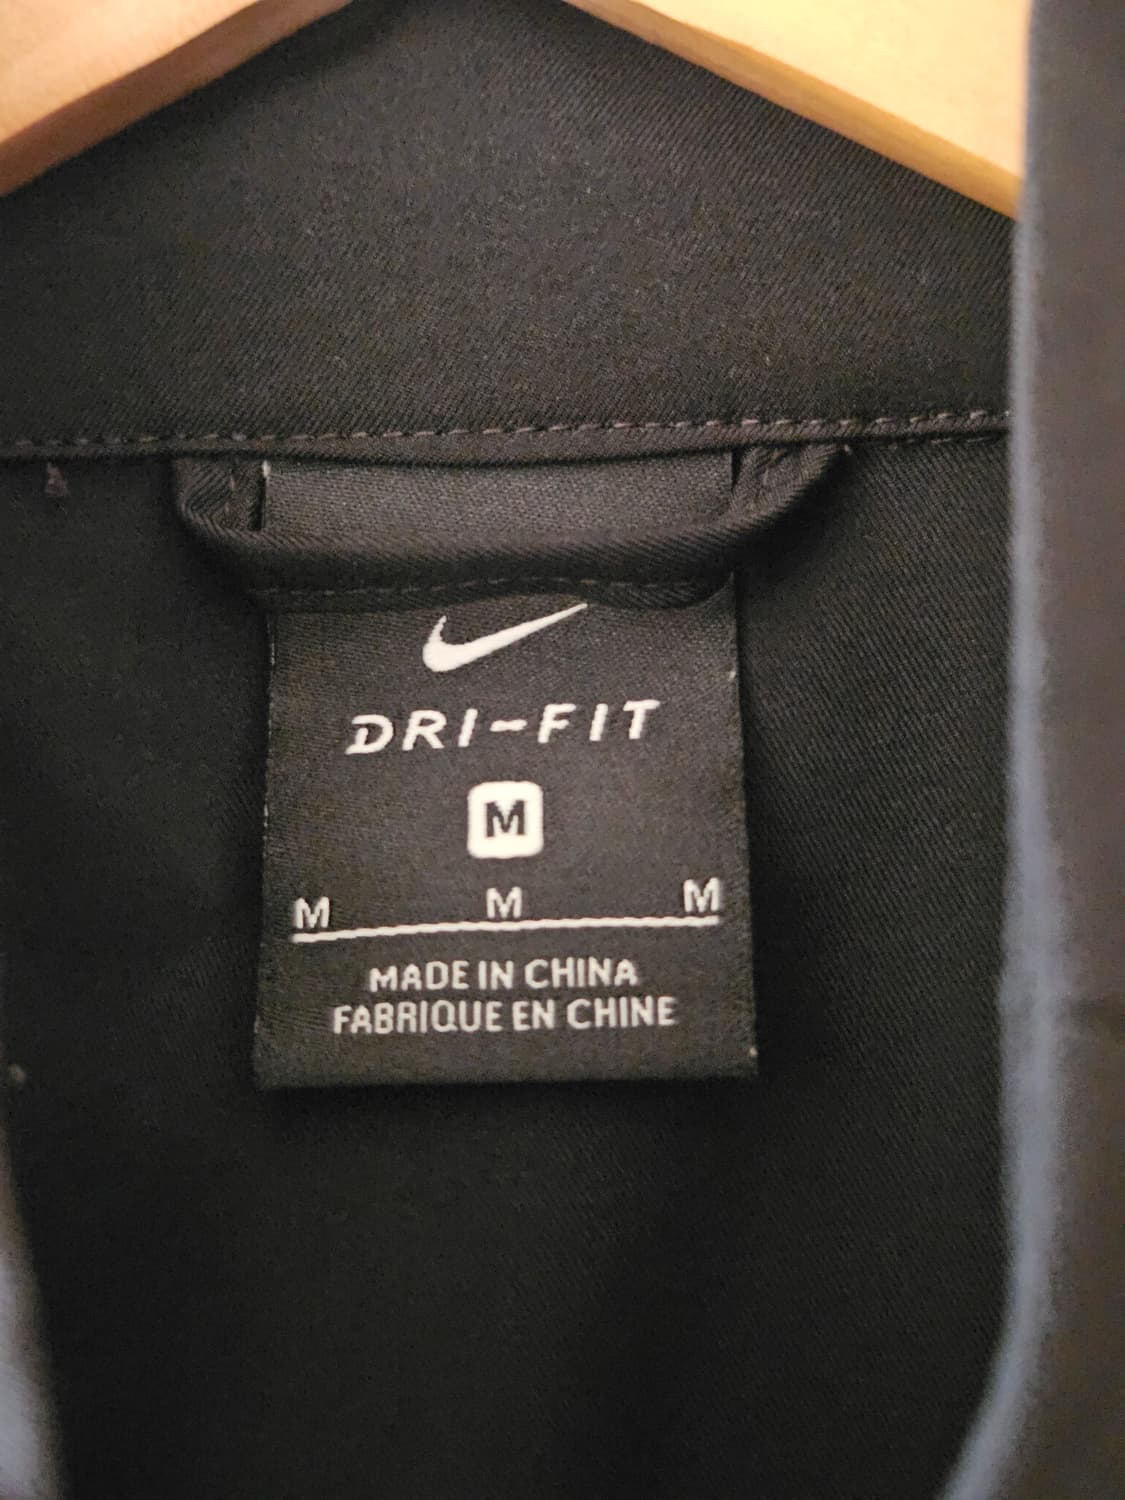 DRI-FIT
M
M M M
MADE IN CHINA
FABRIQUE EN CHINE